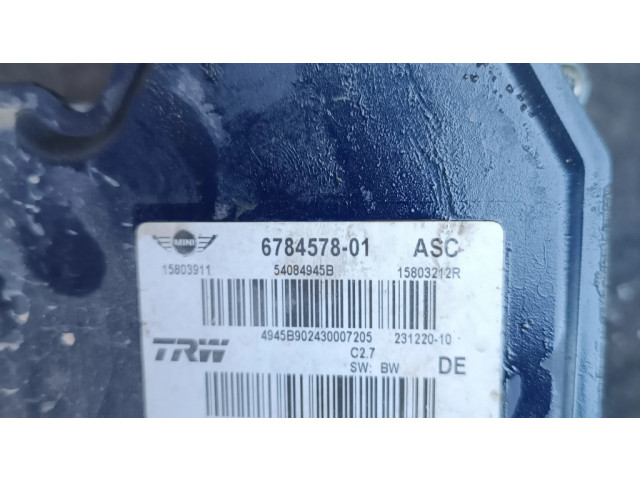 MINI 6784578-01 ASC
15803911 54084945B 15803212R
4945B902430007205 231220-10
TRW C2.7
SW: BW DE